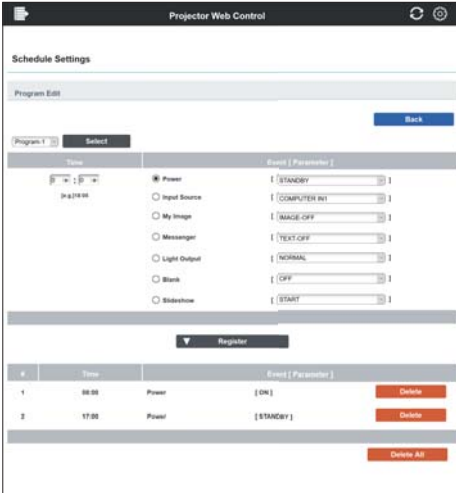 Projector Web Control
Schedule Settings
Program Edit
Back
Program-1 Select
Time Event [ Parameter ]
0 : 0 Power [ STANDBY ]
[e.g.]18:00 Input Source [ COMPUTER IN1 ]
My Image [ IMAGE-OFF ]
Messenger [ TEXT-OFF ]
Light Output [ NORMAL ]
Blank [ OFF ]
Slideshow [ START ]
▼ Register
# Time Event [ Parameter ]
1 08:00 Power [ ON ] Delete
2 17:00 Power [ STANDBY ] Delete
Delete All